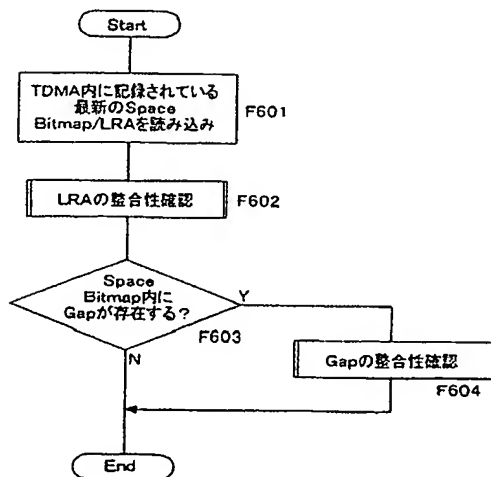 Start
TDMA内に記録されている
最新のSpace
Bitmap/LRAを読み込み
F601
LRAの整合性確認
F602
Space
Bitmap内に
Gapが存在する?
Y
F603
N
Gapの整合性確認
F604
End